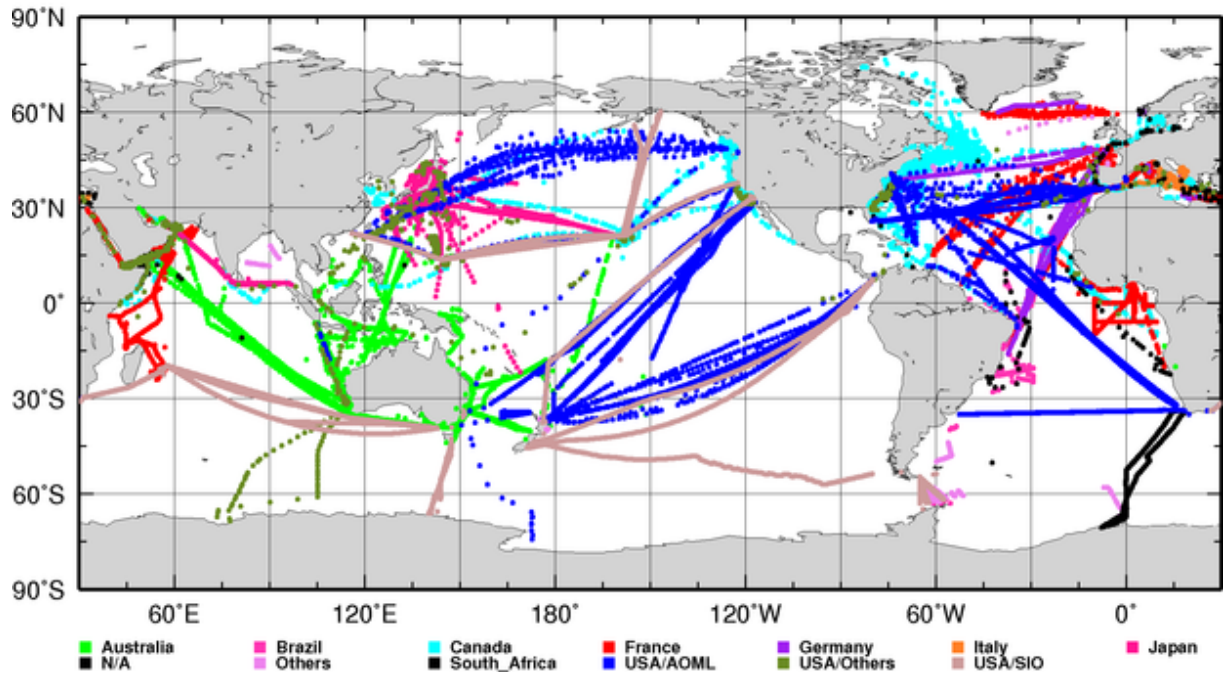 90°N
60°N
30°N
0°
30°S
60°S
90°S
60°E 120°E 180° 120°W 60°W 0°
Australia Brazil Canada France Germany Italy Japan
N/A Others South_Africa USA/AOML USA/Others USA/SIO